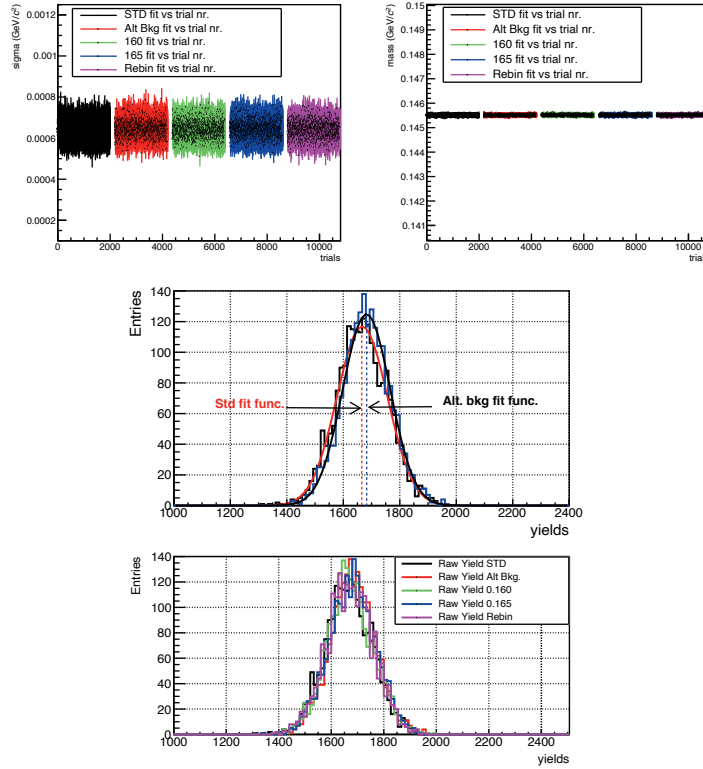 sigma (GeV/c²)
0.0012
0.001
0.0008
0.0006
0.0004
0.0002
STD fit vs trial nr.
Alt Bkg fit vs trial nr.
160 fit vs trial nr.
165 fit vs trial nr.
Rebin fit vs trial nr.
0 2000 4000 6000 8000 10000
trials
mass (GeV/c²)
0.15
0.149
0.148
0.147
0.146
0.145
0.144
0.143
0.142
0.141
STD fit vs trial nr.
Alt Bkg fit vs trial nr.
160 fit vs trial nr.
165 fit vs trial nr.
Rebin fit vs trial nr.
0 2000 4000 6000 8000 10000
trial
Entries
140
120
100
80
60
40
20
0
Std fit func.
Alt. bkg fit func.
1000 1200 1400 1600 1800 2000 2200 2400
yields
Entries
140
120
100
80
60
40
20
0
Raw Yield STD
Raw Yield Alt Bkg.
Raw Yield 0.160
Raw Yield 0.165
Raw Yield Rebin
1000 1200 1400 1600 1800 2000 2200 2400
yields